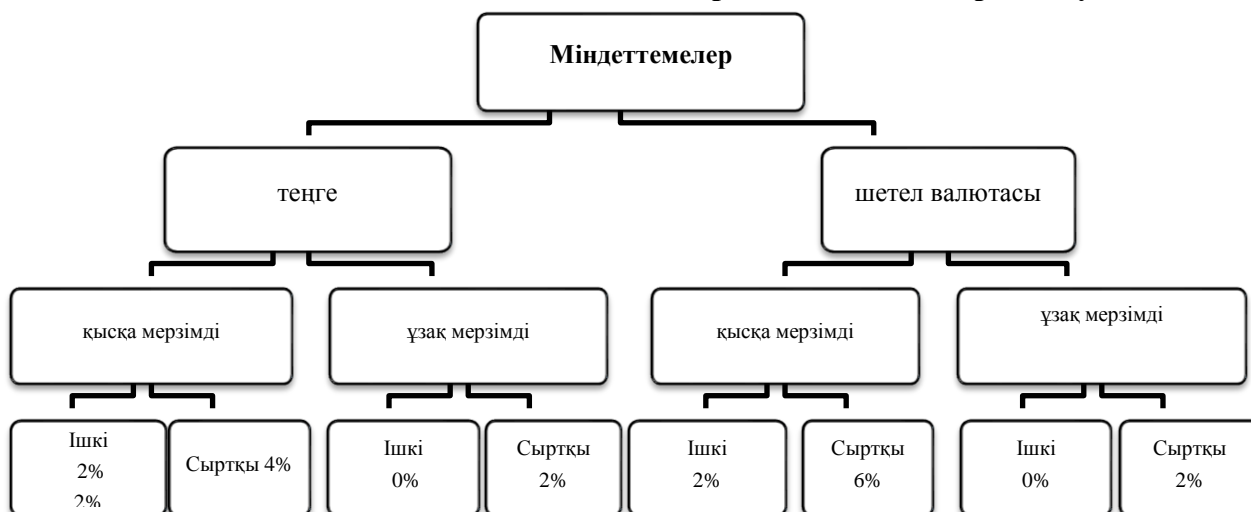 Міндеттемелер
теңге
шетел валютасы
қысқа мерзімді
ұзақ мерзімді
қысқа мерзімді
ұзақ мерзімді
Ішкі
2%
2%
Сыртқы 4%
Ішкі
0%
Сыртқы
2%
Ішкі
2%
Сыртқы
6%
Ішкі
0%
Сыртқы
2%